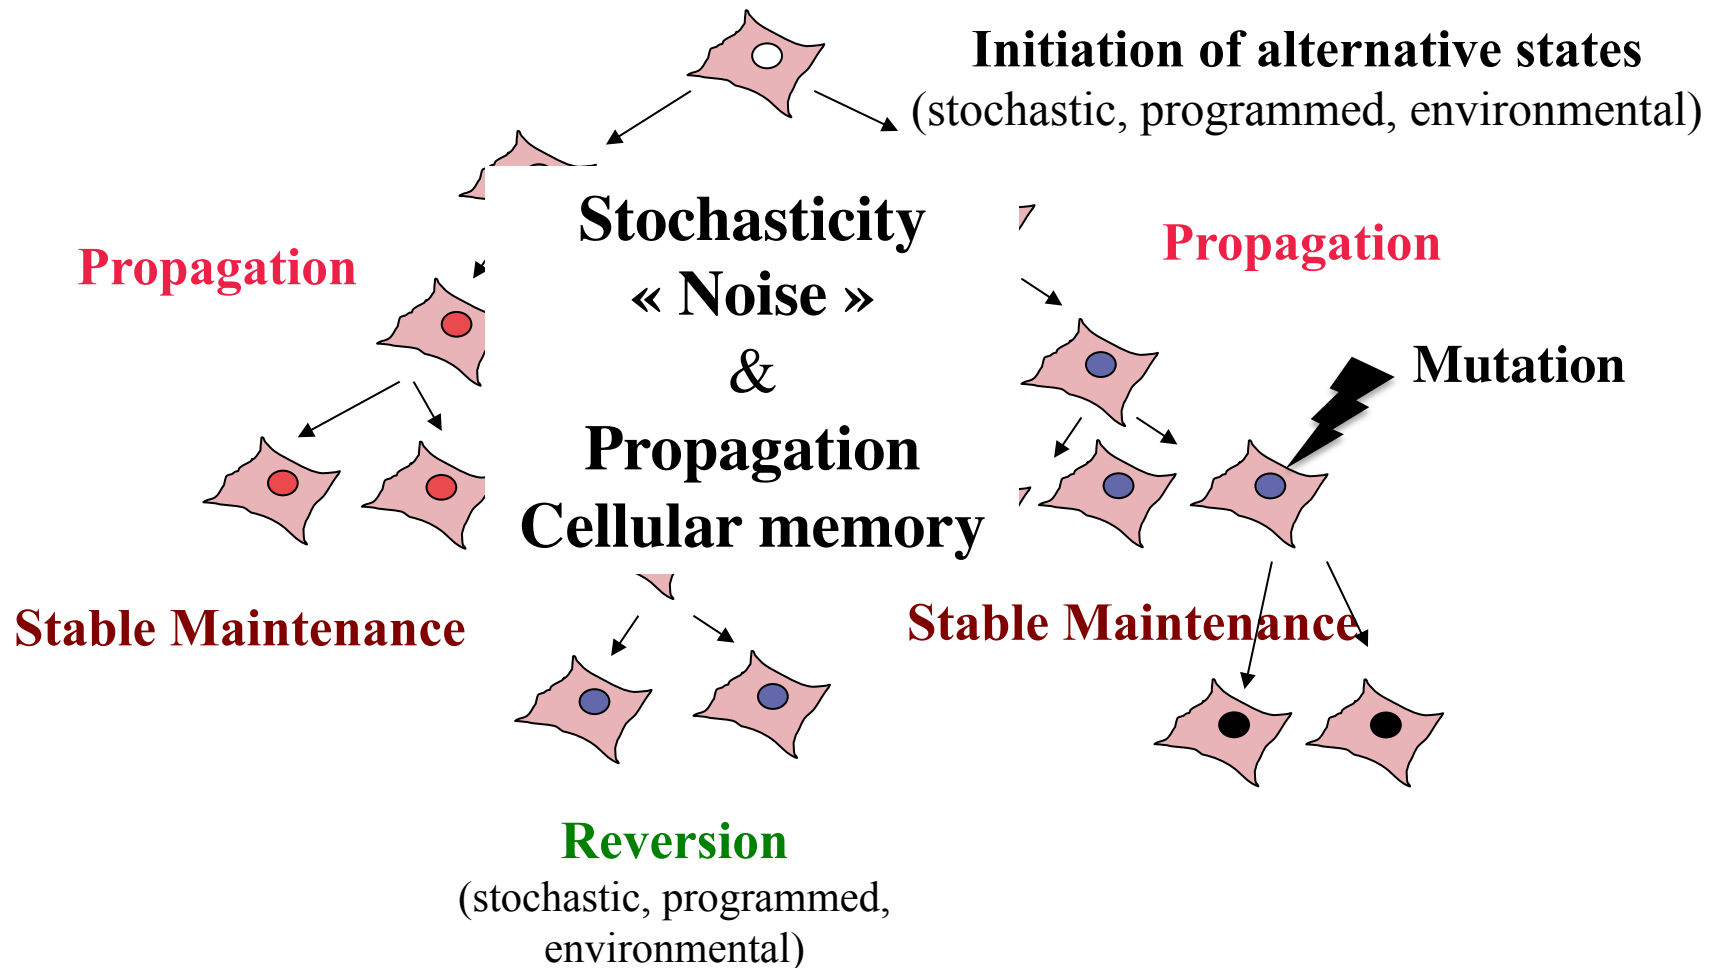 Initiation of alternative states
(stochastic, programmed, environmental)
Stochasticity
« Noise »
&
Propagation
Cellular memory
Propagation
Propagation
Mutation
Stable Maintenance
Stable Maintenance
Reversion
(stochastic, programmed,
environmental)